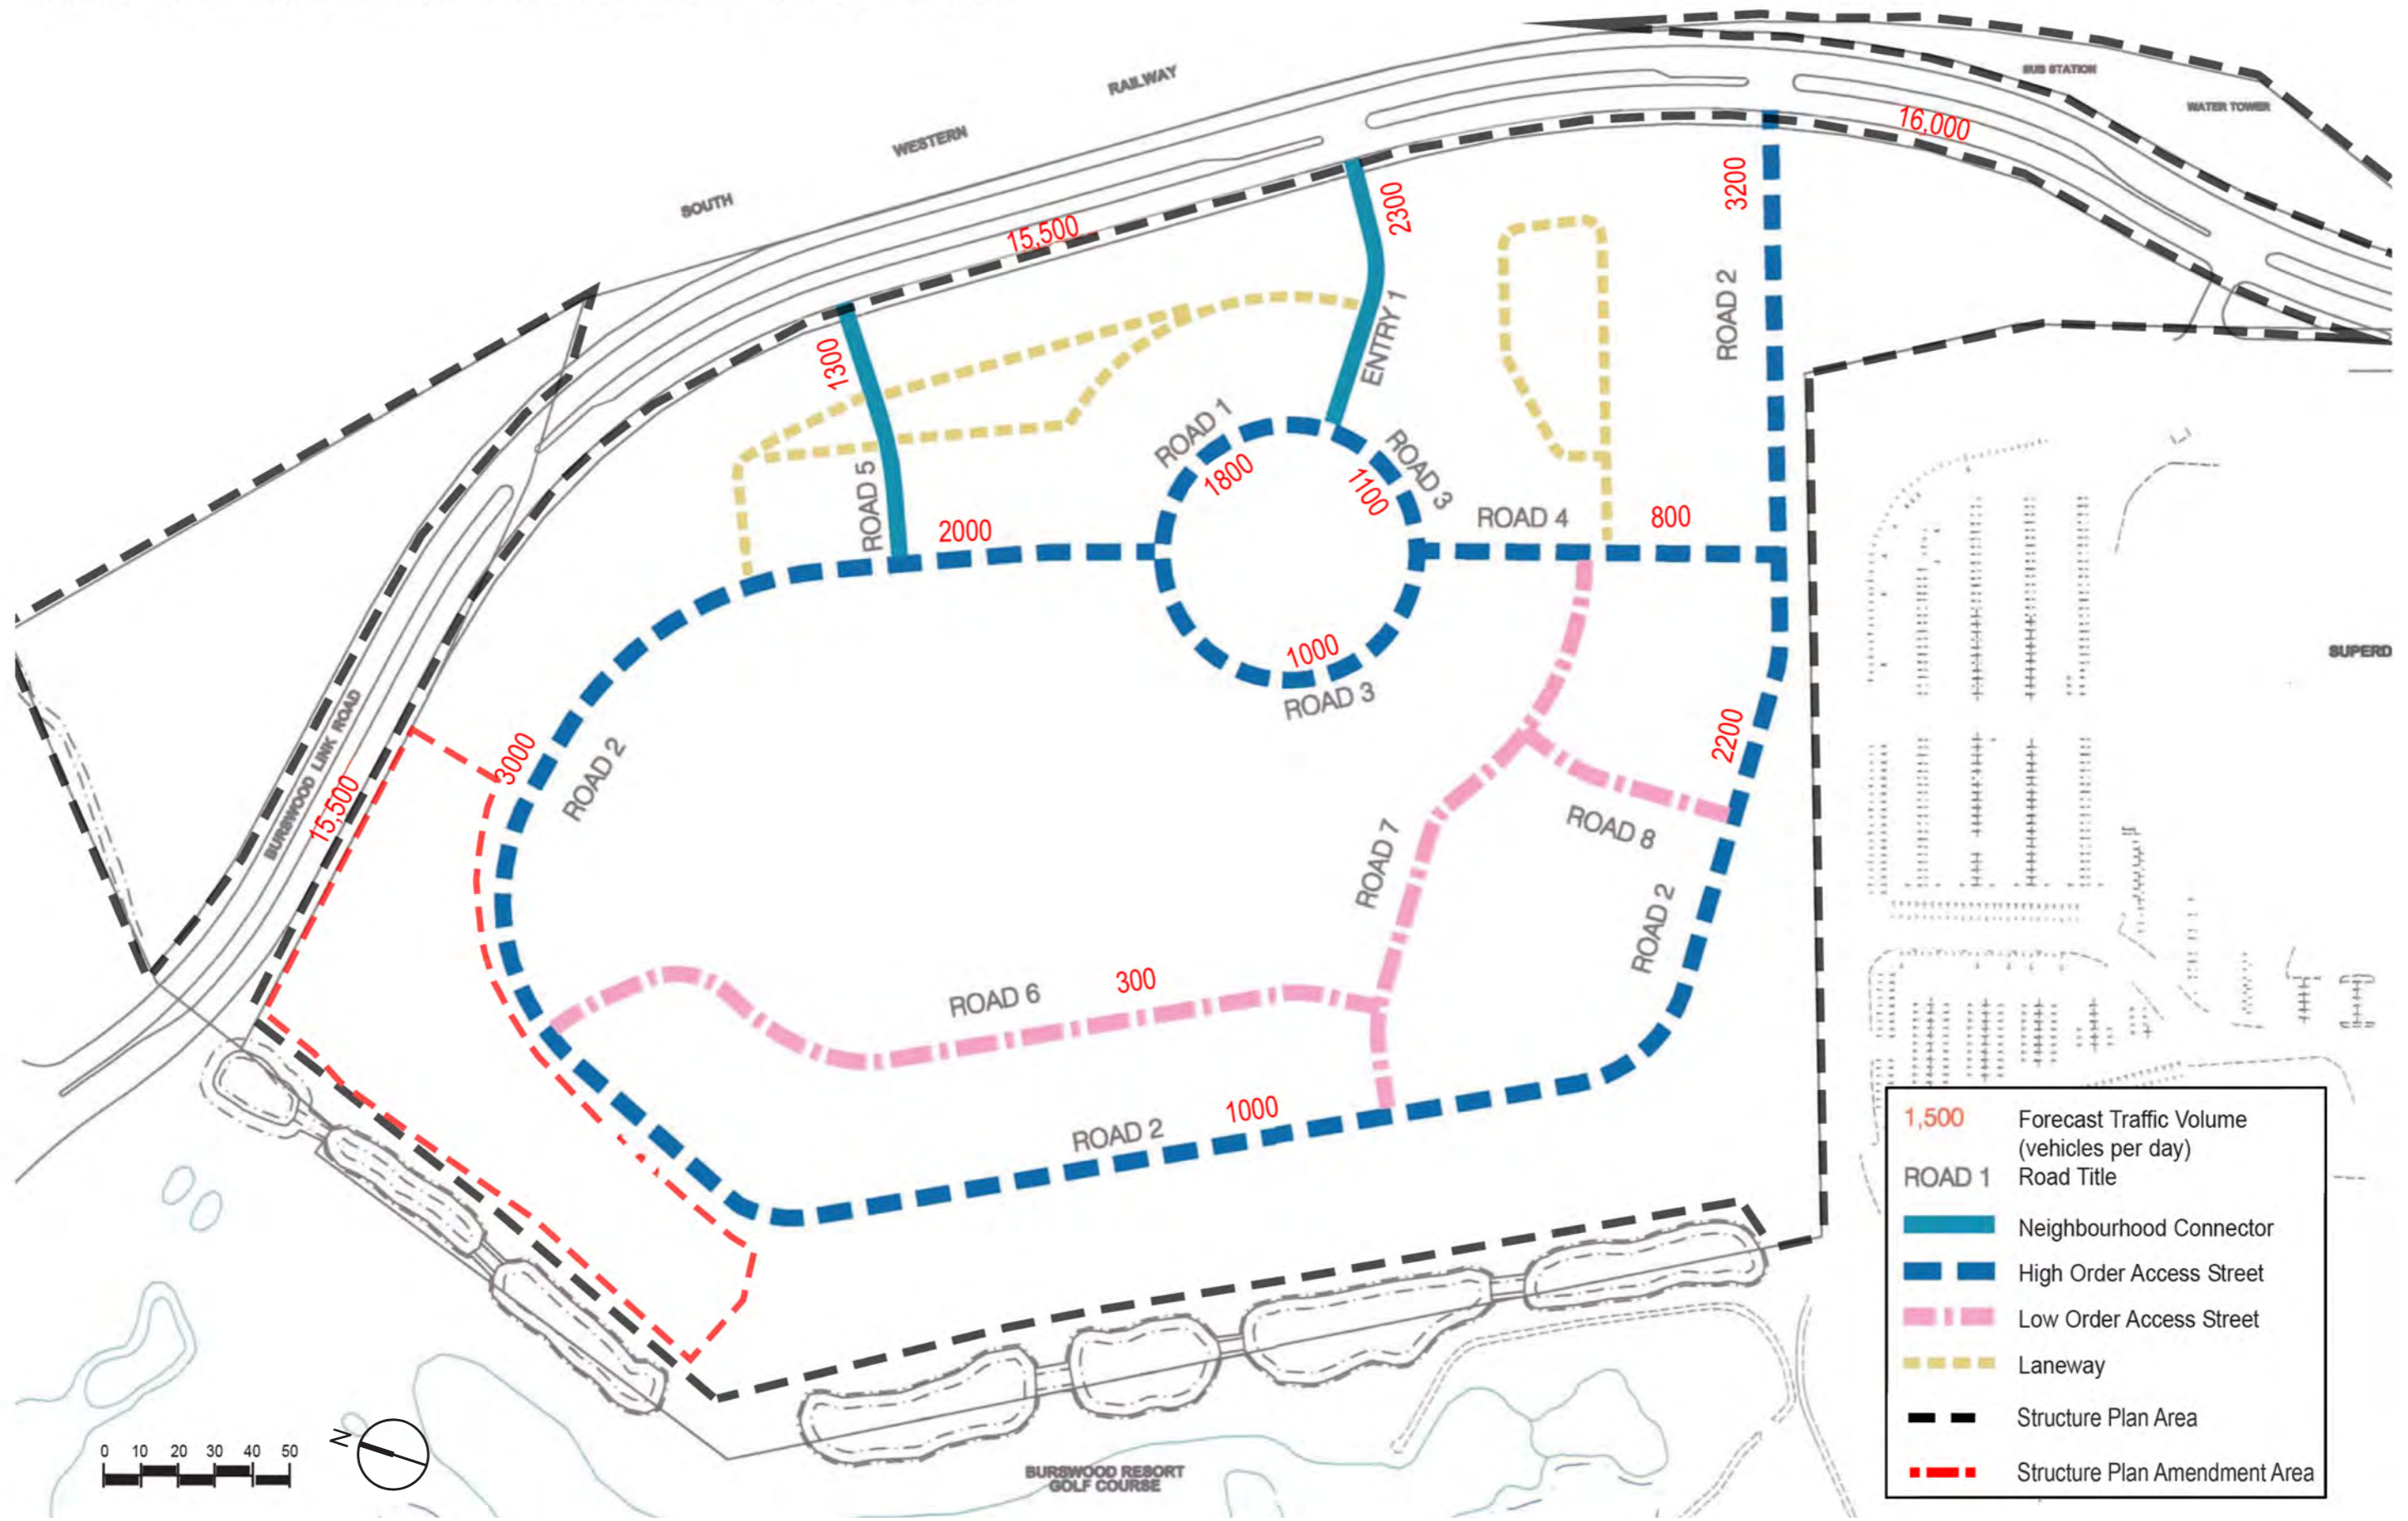 RAILWAY
WESTERN
SOUTH
SUB STATION
WATER TOWER
16,000
3200
2300
15,500
ROAD 2
ENTRY 1
1300
ROAD 1
1800
ROAD 3
1100
ROAD 5
2000
ROAD 4
800
1000
ROAD 3
SUPERD
3000
ROAD 2
BURSWOOD LINK ROAD
15,500
2200
ROAD 8
ROAD 7
ROAD 2
ROAD 6
300
ROAD 2
1000
1,500 Forecast Traffic Volume
(vehicles per day)
ROAD 1 Road Title
Neighbourhood Connector
High Order Access Street
Low Order Access Street
Laneway
Structure Plan Area
Structure Plan Amendment Area
0 10 20 30 40 50
N
BURSWOOD RESORT
GOLF COURSE